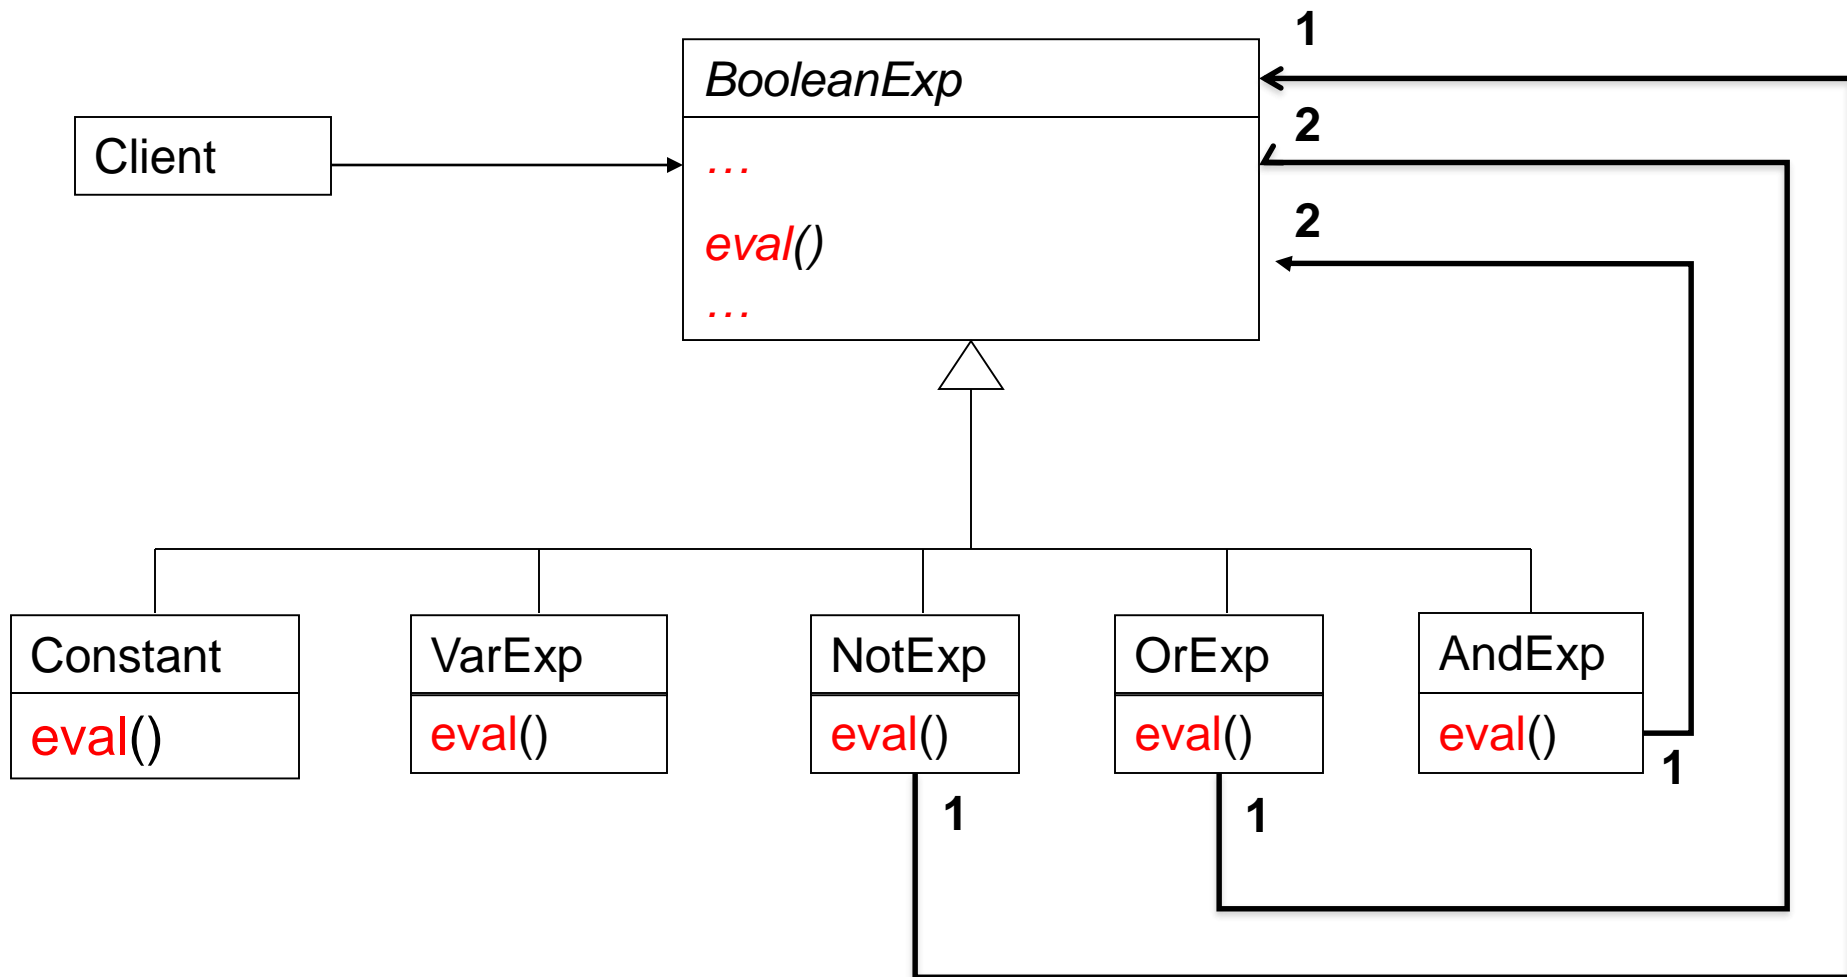 1
BooleanExp
2
Client
…
2
eval()
…
Constant
VarExp
NotExp
OrExp
AndExp
eval()
eval()
eval()
eval()
eval()
1
1
1